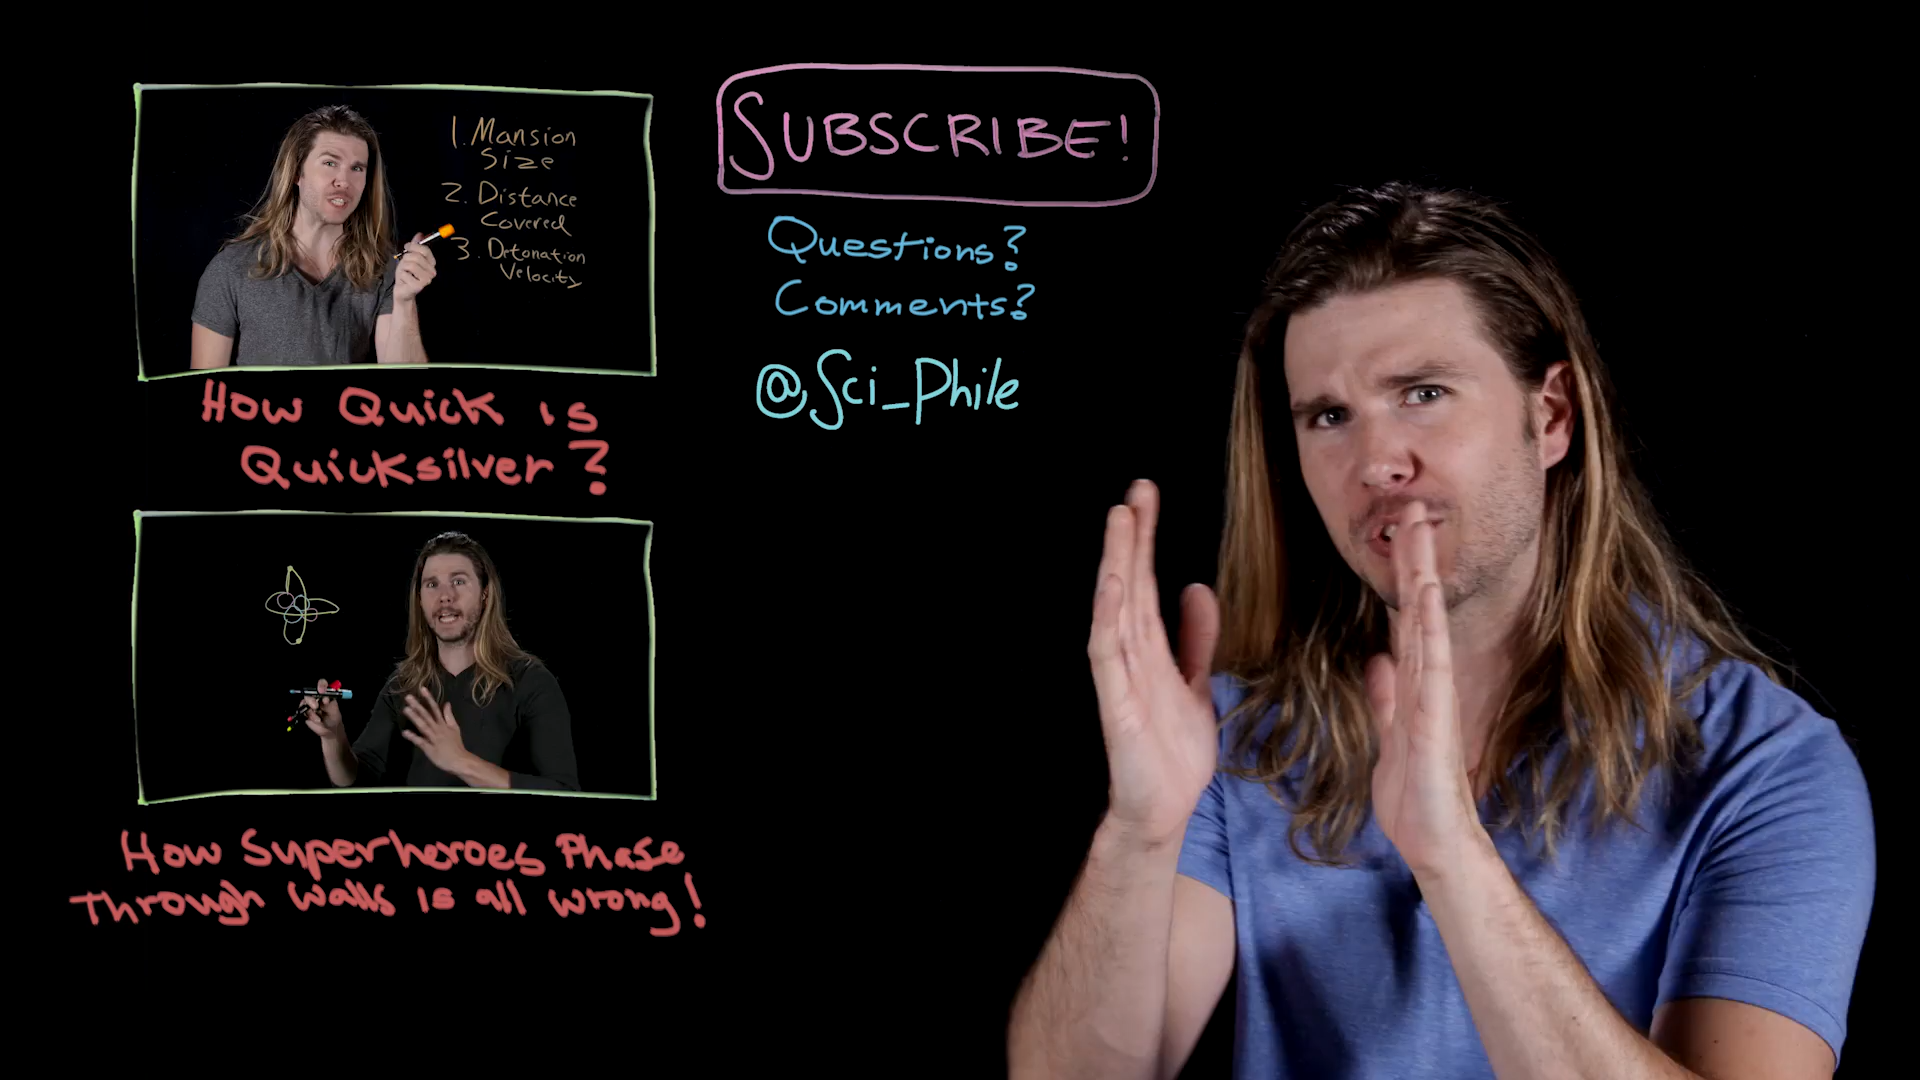 1. Mansion
Size
2. Distance
Covered
3. Detonation
Velocity
How Quick is
Quicksilver?
How Superheroes Phase
Through walls is all wrong!
SUBSCRIBE!
Questions?
Comments?
@Sci_Phile